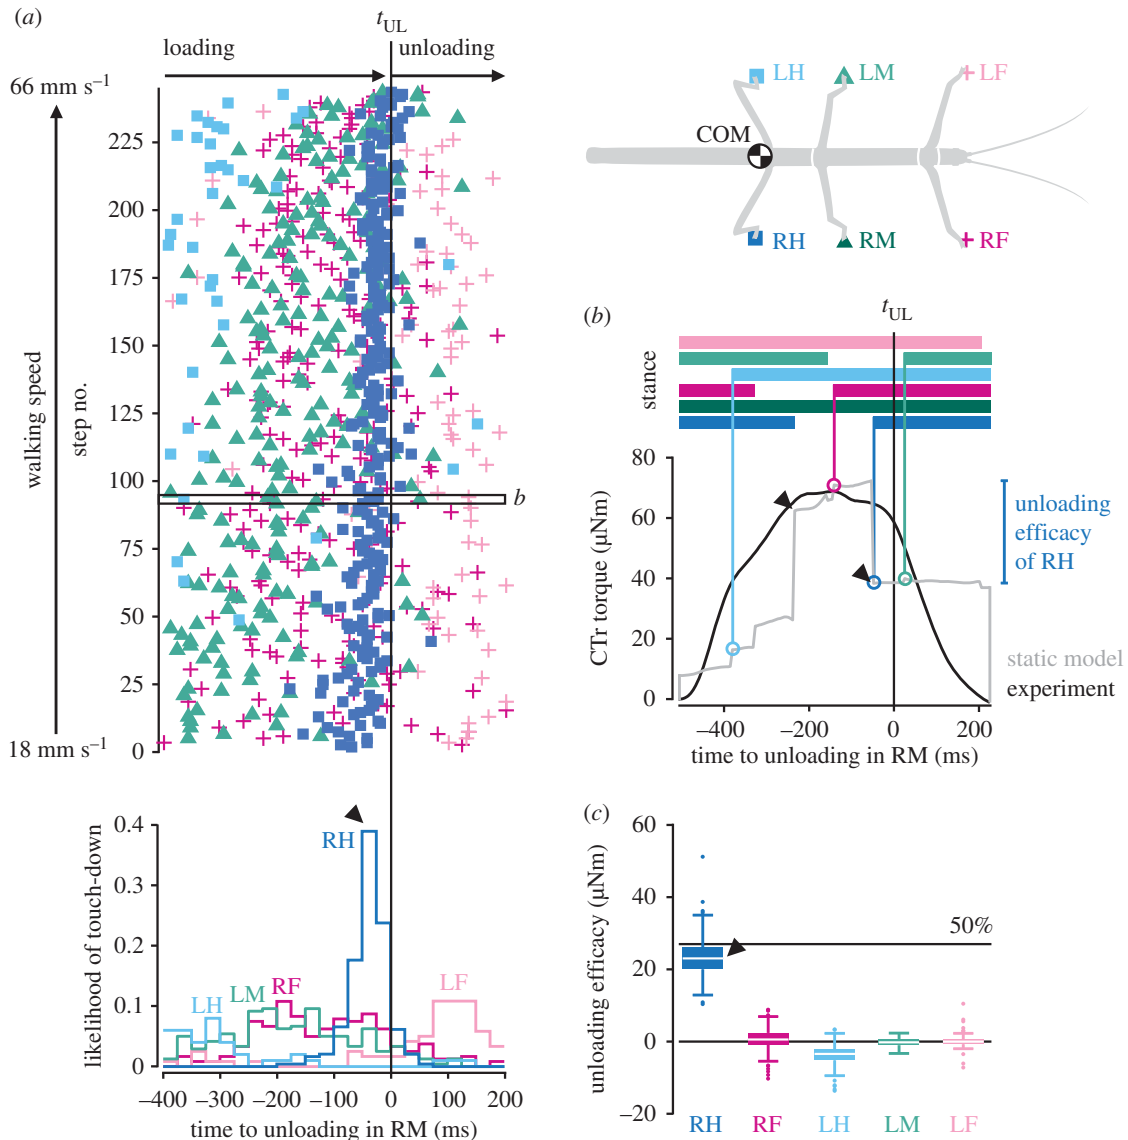 (a)
t_UL
loading
unloading
66 mm s⁻¹
walking speed
step no.
225
200
175
150
125
100
75
50
25
0
18 mm s⁻¹
b
likelihood of touch-down
0.4
0.3
0.2
0.1
0
RH
LH
LM
RF
LF
−400
−300
−200
−100
0
100
200
time to unloading in RM (ms)
LH
LM
LF
COM
RH
RM
RF
(b)
t_UL
stance
CTr torque (μNm)
80
60
40
20
0
unloading
efficacy
of RH
static model
experiment
−400
−200
0
200
time to unloading in RM (ms)
(c)
unloading efficacy (μNm)
60
40
20
0
−20
50%
RH
RF
LH
LM
LF